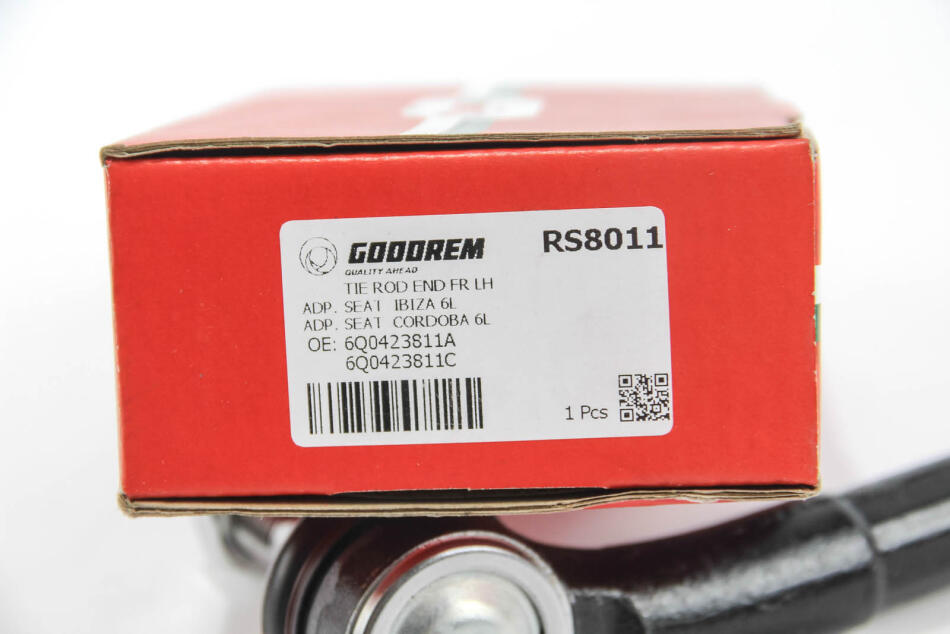 GOODREM
QUALITY AHEAD
RS8011
TIE ROD END FR LH
ADP. SEAT IBIZA 6L
ADP. SEAT CORDOBA 6L
OE: 6Q0423811A
6Q0423811C
1 Pcs